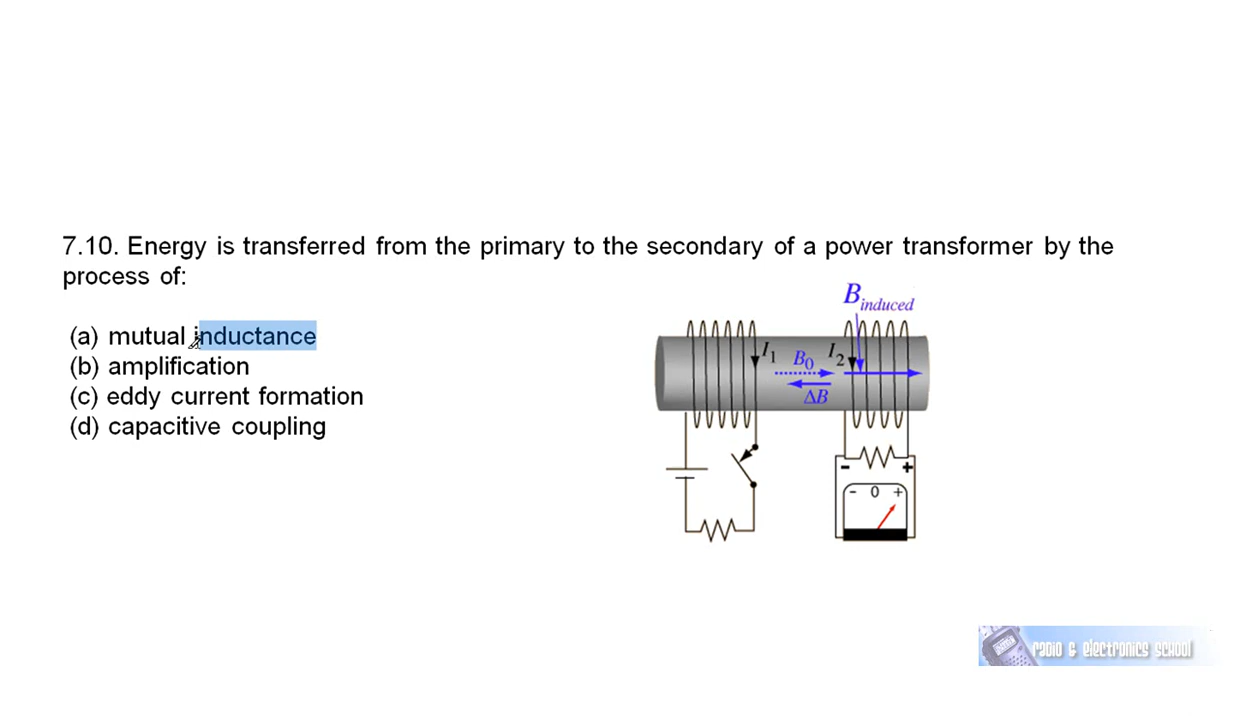 7.10. Energy is transferred from the primary to the secondary of a power transformer by the
process of:
(a) mutual inductance
(b) amplification
(c) eddy current formation
(d) capacitive coupling
B induced
I1 B0 I2
ΔB
- +
- 0 +
RADIO & ELECTRONICS SCHOOL